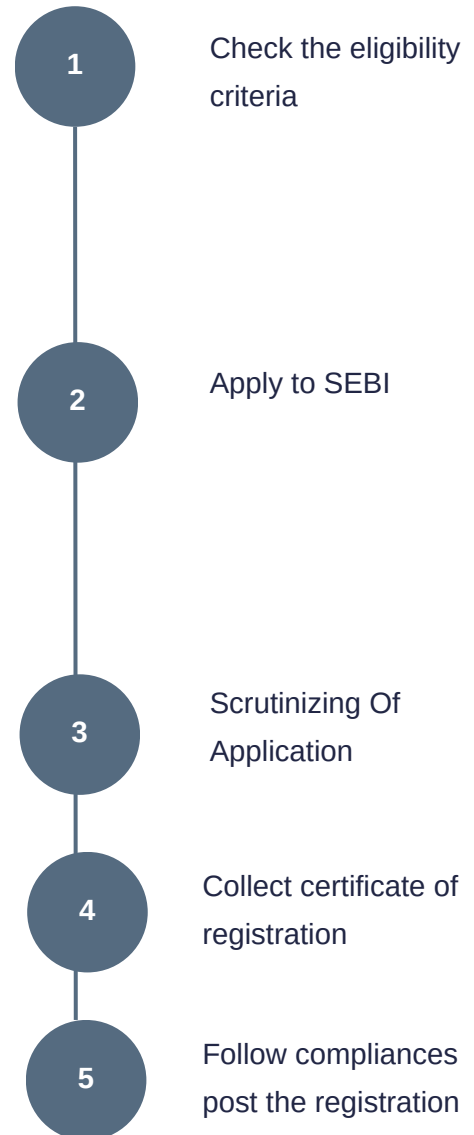 1
Check the eligibility
criteria
2
Apply to SEBI
3
Scrutinizing Of
Application
4
Collect certificate of
registration
5
Follow compliances
post the registration